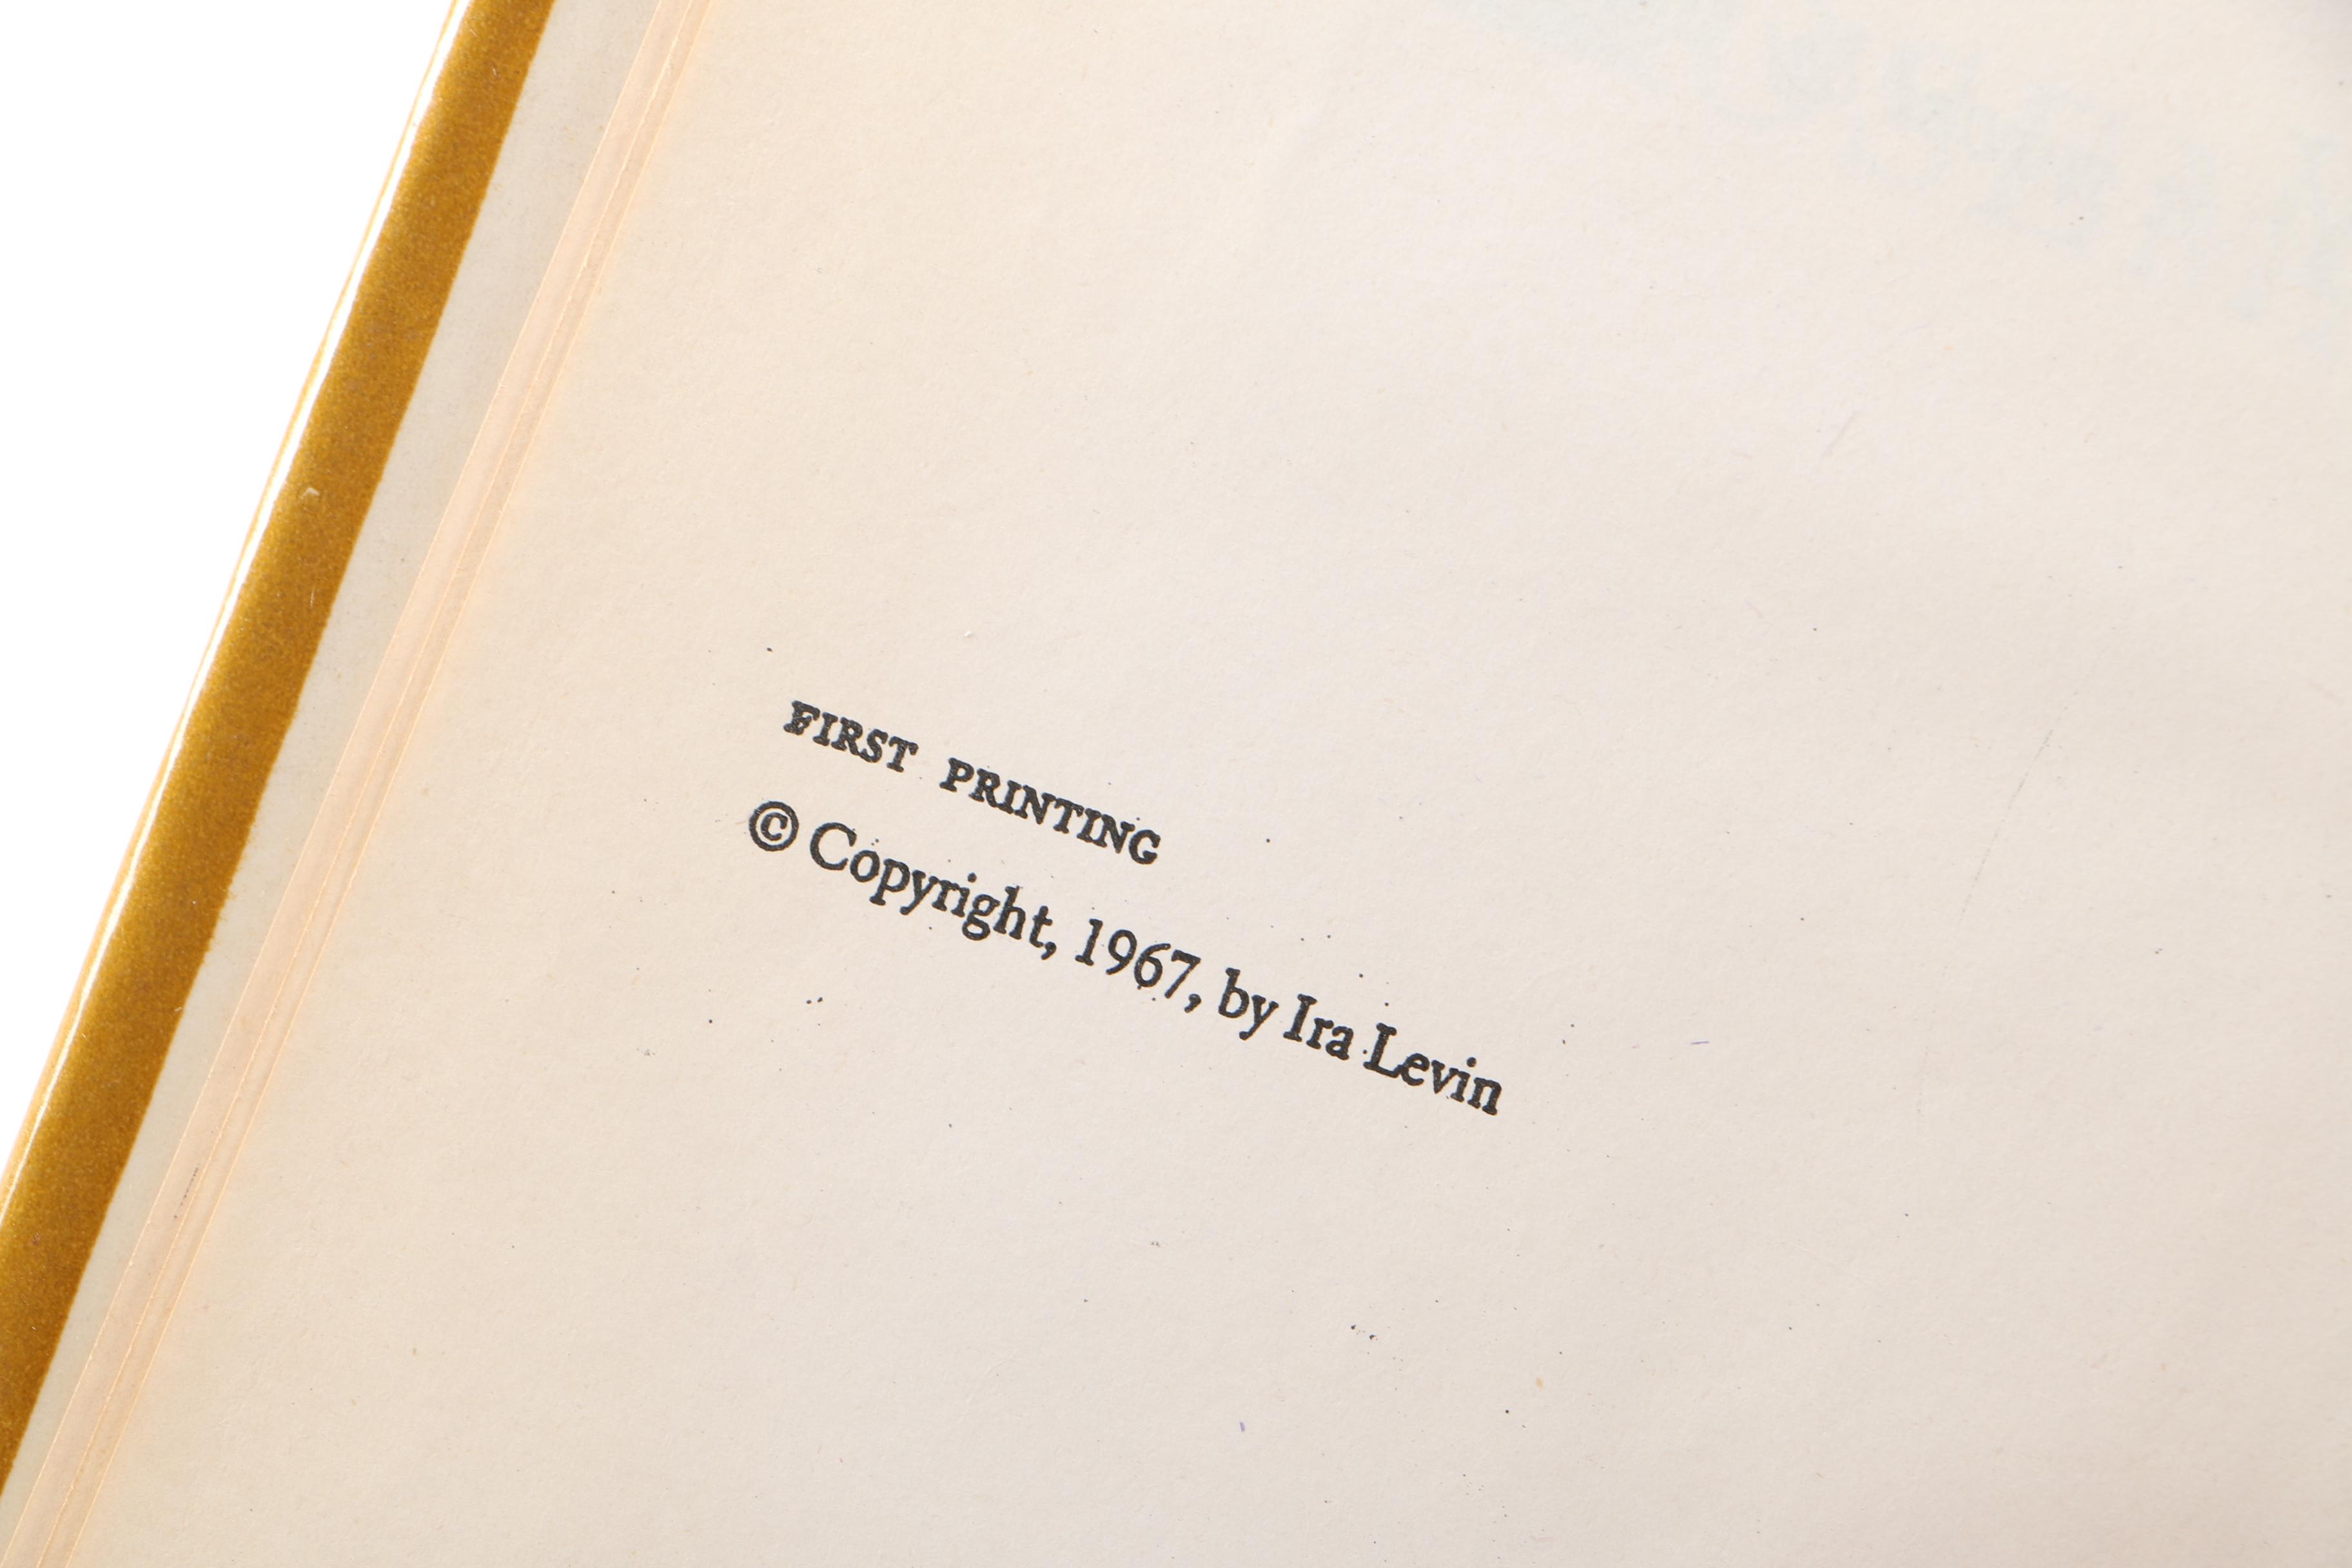 FIRST PRINTING
© Copyright, 1967, by Ira Levin